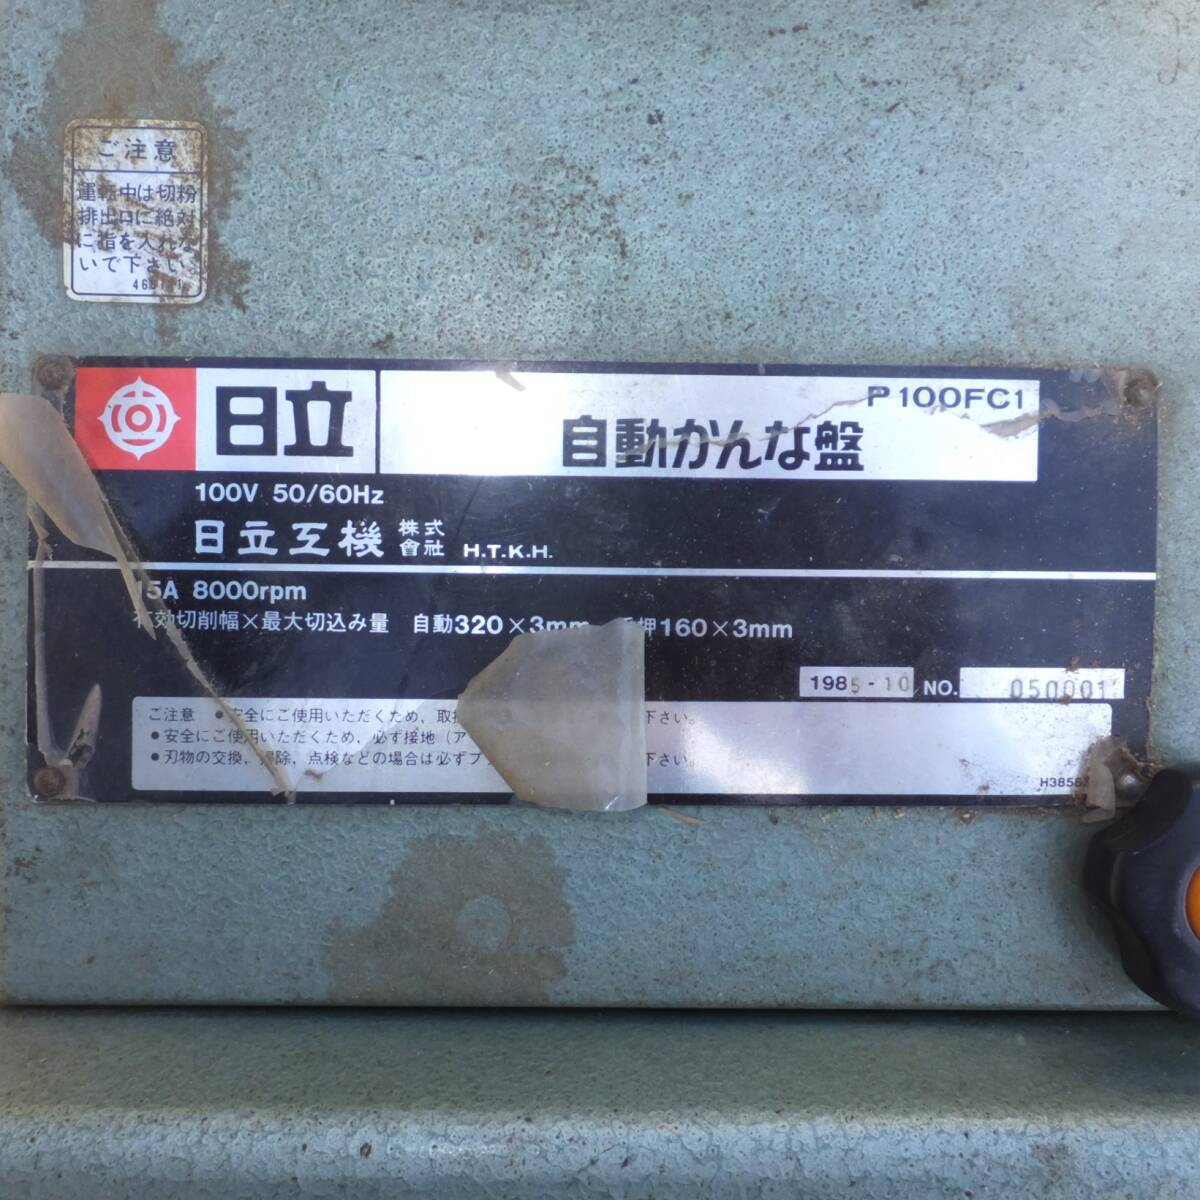 ご注意
運転中は切粉
排出口に絶対
に指を入れな
いで下さい。
日立
P100FC1
自動かんな盤
100V 50/60Hz
日立工機 株式會社 H.T.K.H.
15A 8000rpm
有効切削幅×最大切込み量 自動320×3mm 手押160×3mm
1985-10 NO. 050001
ご注意 ●安全にご使用いただくため、取 下さい。
●安全にご使用いただくため、必ず接地(ア
●刃物の交換、掃除、点検などの場合は必ずプ 下さい。